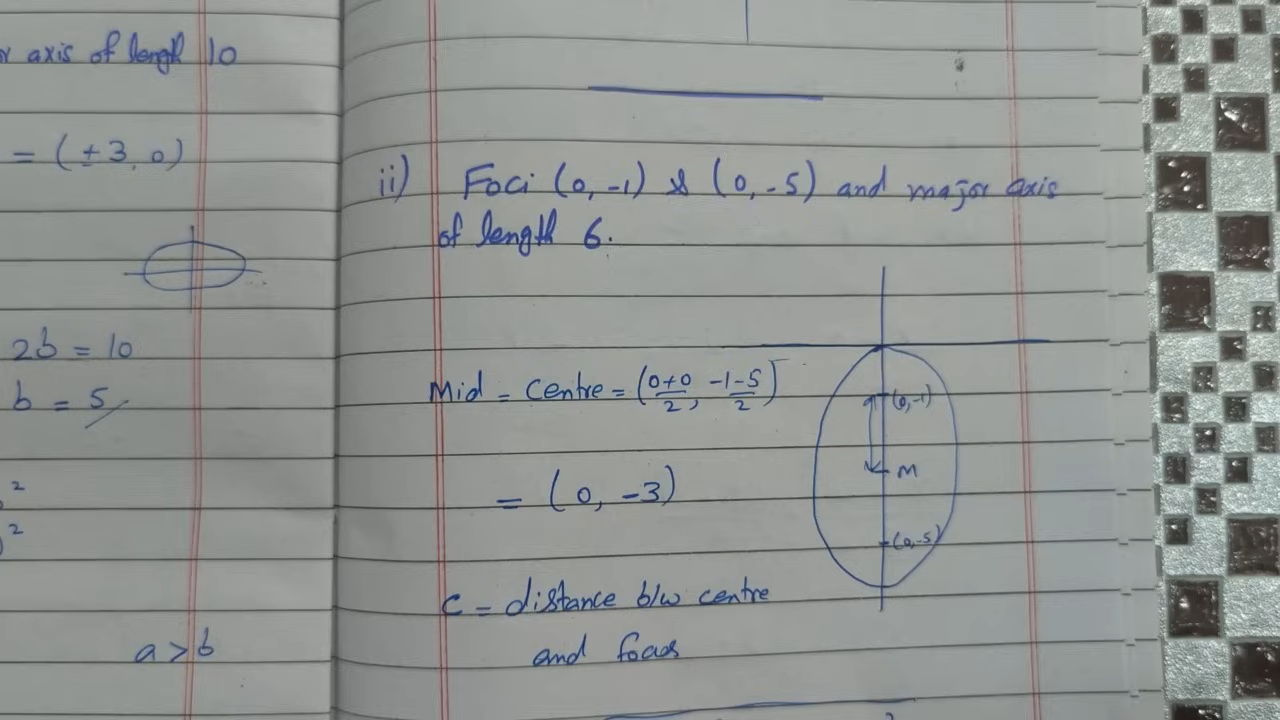 axis of length 10
= (±3, 0)
2b = 10
b = 5
2
2
a > b
ii) Foci (0, -1) & (0, -5) and major axis
of length 6.
Mid = Centre = (0+0/2, -1-5/2)
= (0, -3)
(0, -1)
M
(0, -5)
C = distance b/w centre
and focus